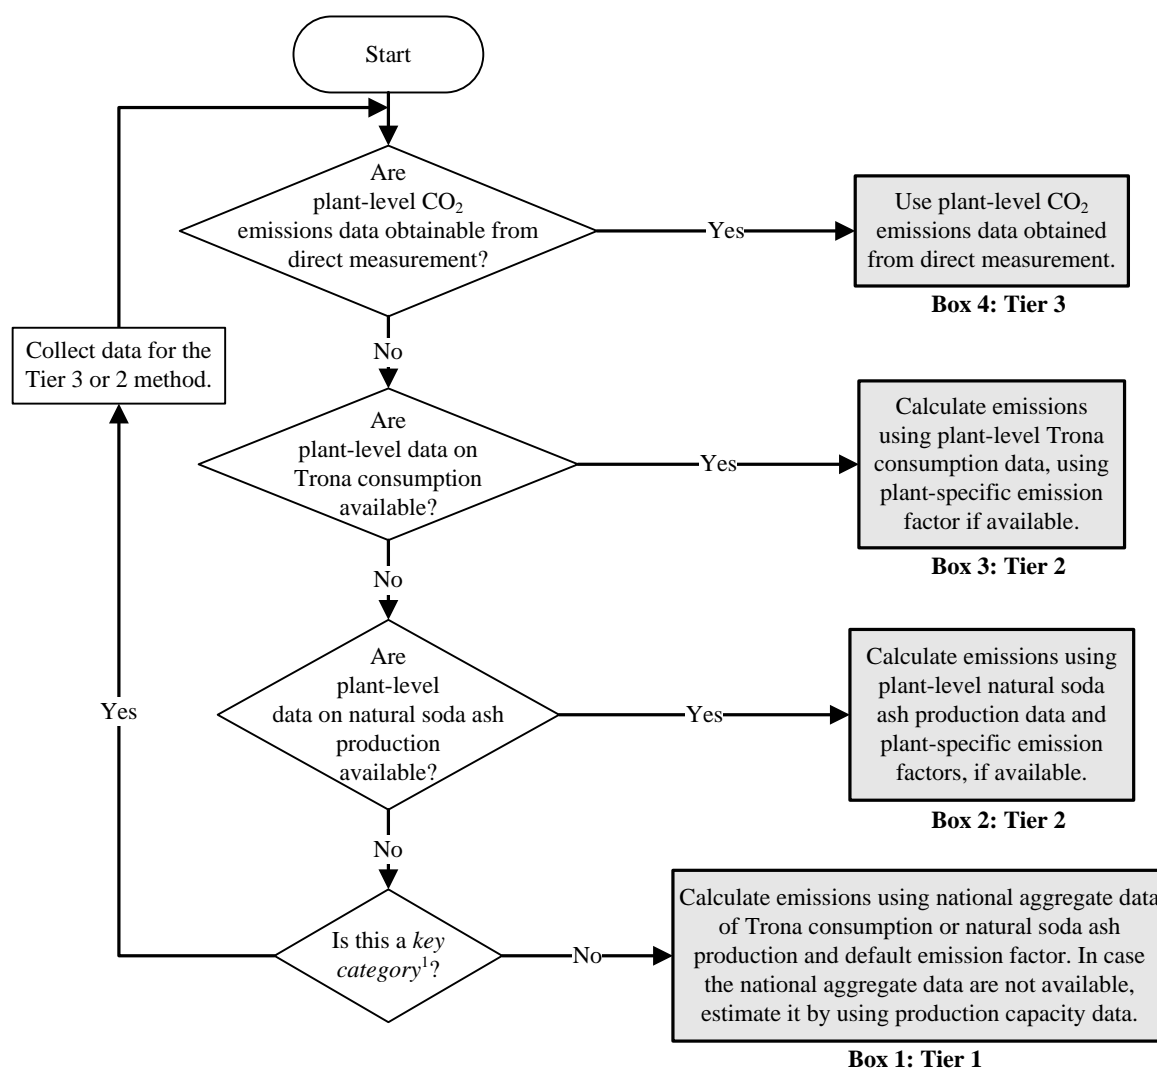 Start
Are
plant-level CO₂
emissions data obtainable from
direct measurement?
Yes
Use plant-level CO₂
emissions data obtained
from direct measurement.
Box 4: Tier 3
No
Collect data for the
Tier 3 or 2 method.
Are
plant-level data on
Trona consumption
available?
Yes
Calculate emissions
using plant-level Trona
consumption data, using
plant-specific emission
factor if available.
Box 3: Tier 2
No
Are
plant-level
data on natural soda ash
production
available?
Yes
Calculate emissions using
plant-level natural soda
ash production data and
plant-specific emission
factors, if available.
Box 2: Tier 2
Yes
No
Is this a key
category¹?
No
Calculate emissions using national aggregate data
of Trona consumption or natural soda ash
production and default emission factor. In case
the national aggregate data are not available,
estimate it by using production capacity data.
Box 1: Tier 1